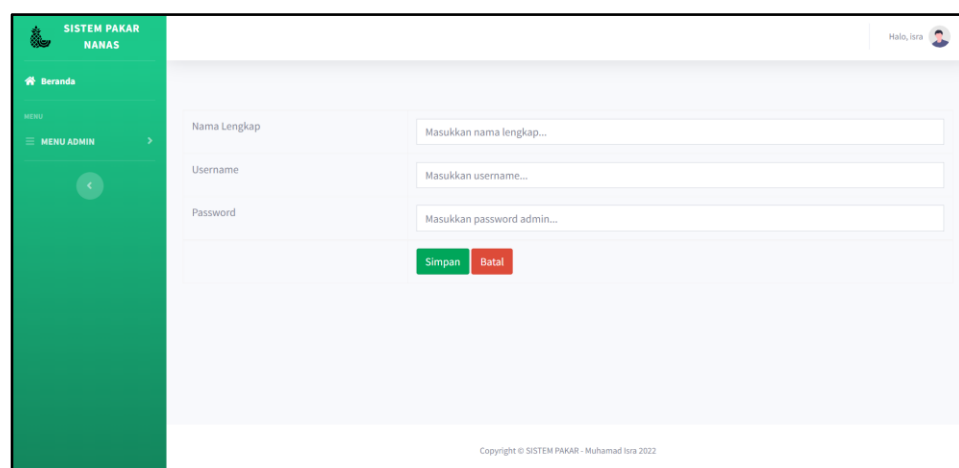 SISTEM PAKAR
NANAS
Halo, isra
Beranda
MENU
MENU ADMIN
Nama Lengkap
Masukkan nama lengkap...
Username
Masukkan username...
Password
Masukkan password admin...
Simpan Batal
Copyright © SISTEM PAKAR - Muhamad Isra 2022